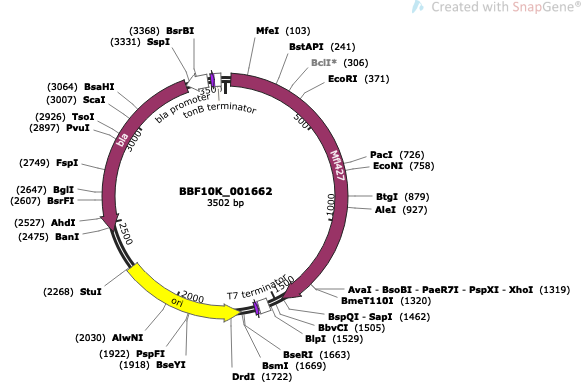 Created with SnapGene®
(3368) BsrBI
(3331) SspI
MfeI (103)
BstAPI (241)
BclI* (306)
EcoRI (371)
(3064) BsaHI
(3007) ScaI
(2926) TsoI
(2897) PvuI
(2749) FspI
(2647) BglI
(2607) BsrFI
(2527) AhdI
(2475) BanI
(2268) StuI
bla promoter
tonB terminator
bla
3500
500
1000
1500
2000
2500
3000
Mfl427
BBF10K_001662
3502 bp
PacI (726)
EcoNI (758)
BtgI (879)
AleI (927)
AvaI - BsoBI - PaeR7I - PspXI - XhoI (1319)
BmeT110I (1320)
BspQI - SapI (1462)
BbvCI (1505)
BlpI (1529)
T7 terminator
ori
(2030) AlwNI
(1922) PspFI
(1918) BseYI
BseRI (1663)
BsmI (1669)
DrdI (1722)